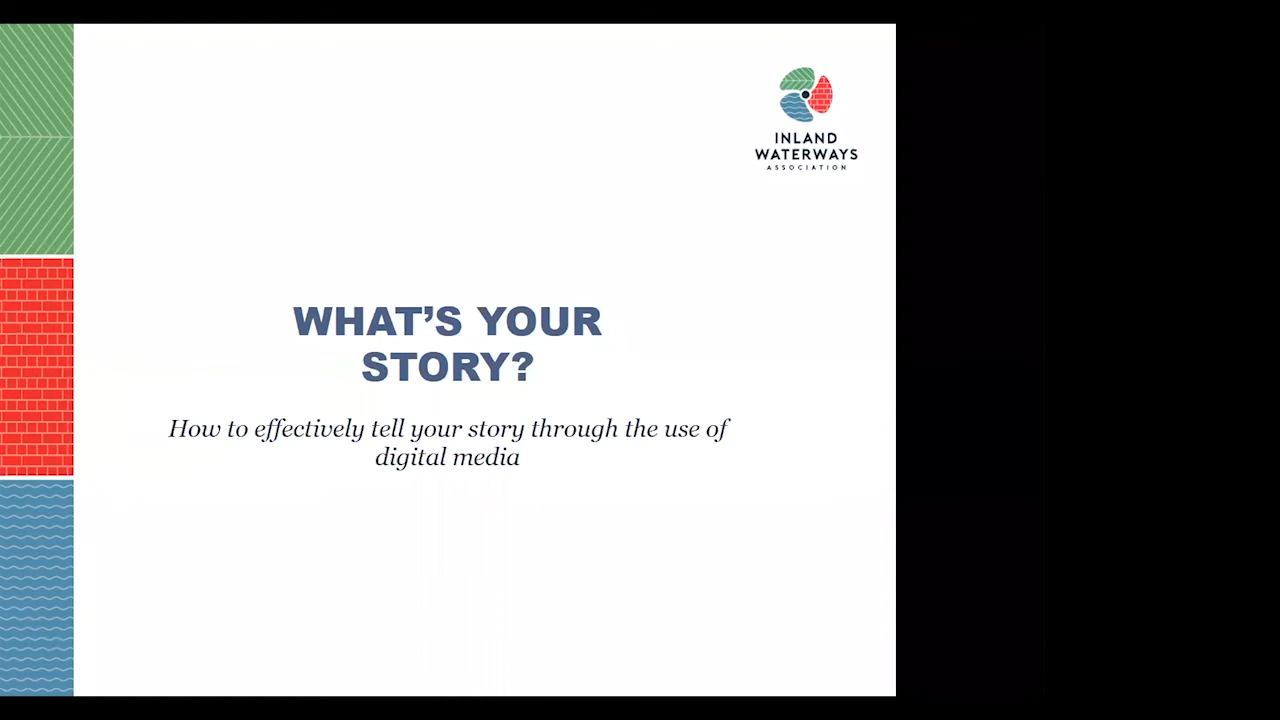 INLAND
WATERWAYS
ASSOCIATION
WHAT’S YOUR
STORY?
How to effectively tell your story through the use of
digital media